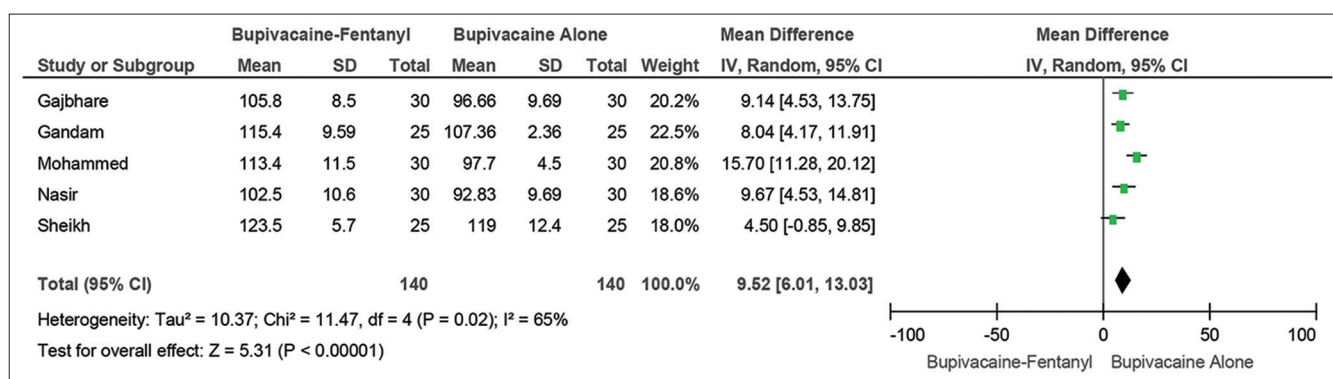 Bupivacaine-Fentanyl Bupivacaine Alone Mean Difference Mean Difference
Study or Subgroup Mean SD Total Mean SD Total Weight IV, Random, 95% CI IV, Random, 95% CI
Gajbhare 105.8 8.5 30 96.66 9.69 30 20.2% 9.14 [4.53, 13.75]
Gandam 115.4 9.59 25 107.36 2.36 25 22.5% 8.04 [4.17, 11.91]
Mohammed 113.4 11.5 30 97.7 4.5 30 20.8% 15.70 [11.28, 20.12]
Nasir 102.5 10.6 30 92.83 9.69 30 18.6% 9.67 [4.53, 14.81]
Sheikh 123.5 5.7 25 119 12.4 25 18.0% 4.50 [-0.85, 9.85]
Total (95% CI) 140 140 100.0% 9.52 [6.01, 13.03]
Heterogeneity: Tau² = 10.37; Chi² = 11.47, df = 4 (P = 0.02); I² = 65%
Test for overall effect: Z = 5.31 (P < 0.00001)
-100 -50 0 50 100
Bupivacaine-Fentanyl Bupivacaine Alone